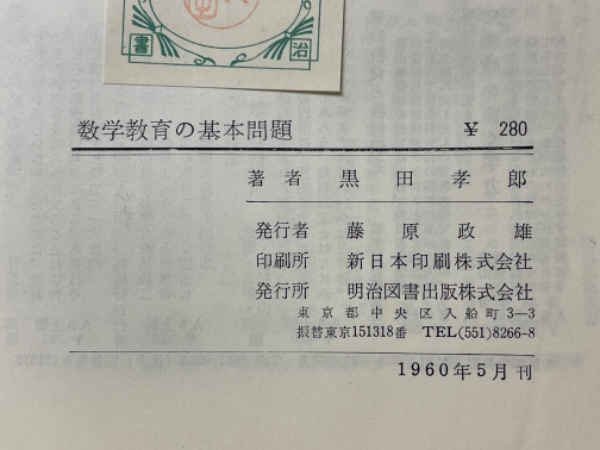 書 治
数学教育の基本問題 ¥ 280
著者 黒田孝郎
発行者 藤原政雄
印刷所 新日本印刷株式会社
発行所 明治図書出版株式会社
東京都中央区入船町3—3
振替東京151318番 TEL(551)8266-8
1960年5月刊